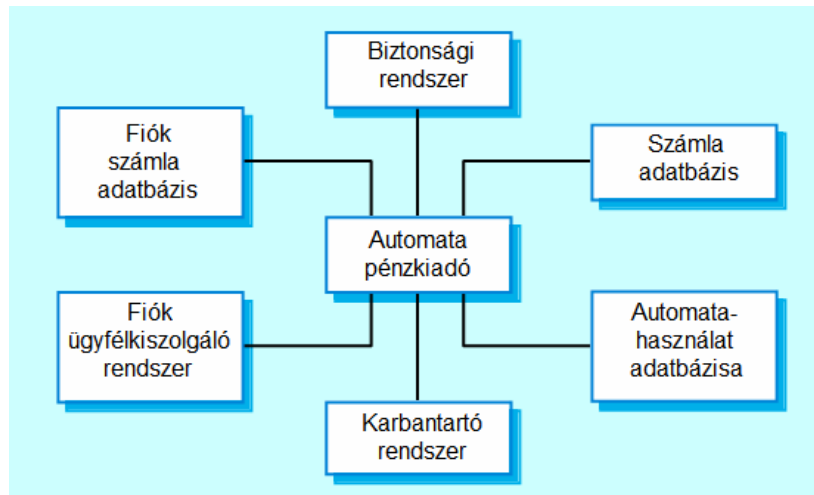 Biztonsági
rendszer
Fiók
számla
adatbázis
Számla
adatbázis
Automata
pénzkiadó
Fiók
ügyfélkiszolgáló
rendszer
Automata-
használat
adatbázisa
Karbantartó
rendszer